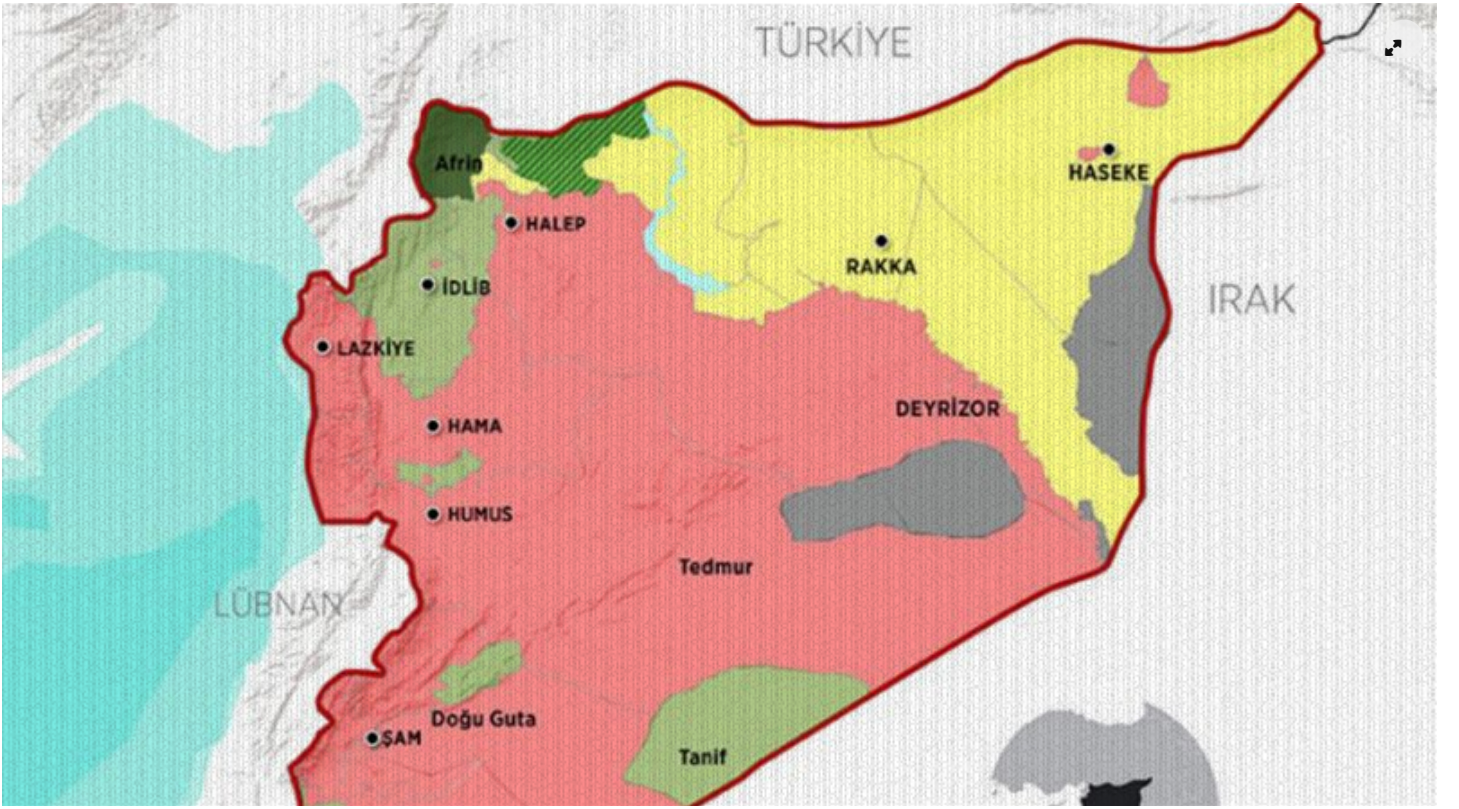 TÜRKİYE
Afrin
HASEKE
HALEP
RAKKA
İDLİB
IRAK
LAZKİYE
DEYRİZOR
HAMA
HUMUS
Tedmur
LÜBNAN
Doğu Guta
ŞAM
Tanif